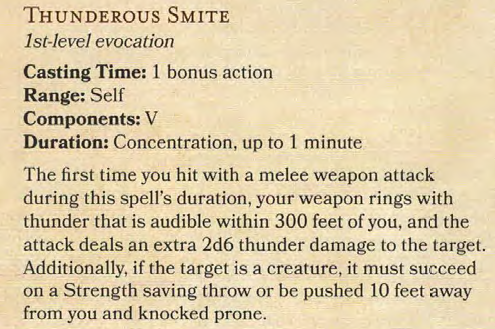 THUNDEROUS SMITE
1st-level evocation
Casting Time: 1 bonus action
Range: Self
Components: V
Duration: Concentration, up to 1 minute
The first time you hit with a melee weapon attack
during this spell's duration, your weapon rings with
thunder that is audible within 300 feet of you, and the
attack deals an extra 2d6 thunder damage to the target.
Additionally, if the target is a creature, it must succeed
on a Strength saving throw or be pushed 10 feet away
from you and knocked prone.